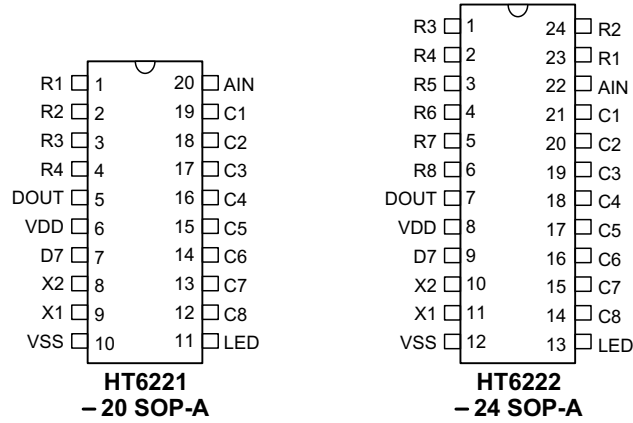 R1 1 20 AIN
R2 2 19 C1
R3 3 18 C2
R4 4 17 C3
DOUT 5 16 C4
VDD 6 15 C5
D7 7 14 C6
X2 8 13 C7
X1 9 12 C8
VSS 10 11 LED
HT6221
– 20 SOP-A
R3 1 24 R2
R4 2 23 R1
R5 3 22 AIN
R6 4 21 C1
R7 5 20 C2
R8 6 19 C3
DOUT 7 18 C4
VDD 8 17 C5
D7 9 16 C6
X2 10 15 C7
X1 11 14 C8
VSS 12 13 LED
HT6222
– 24 SOP-A